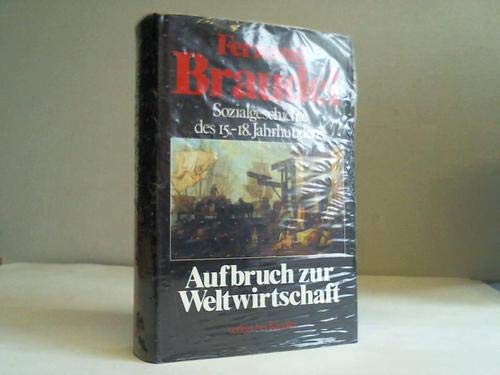 Fernand
Braudel
Sozialgeschichte
des 15.-18. Jahrhunderts
Aufbruch zur
Weltwirtschaft